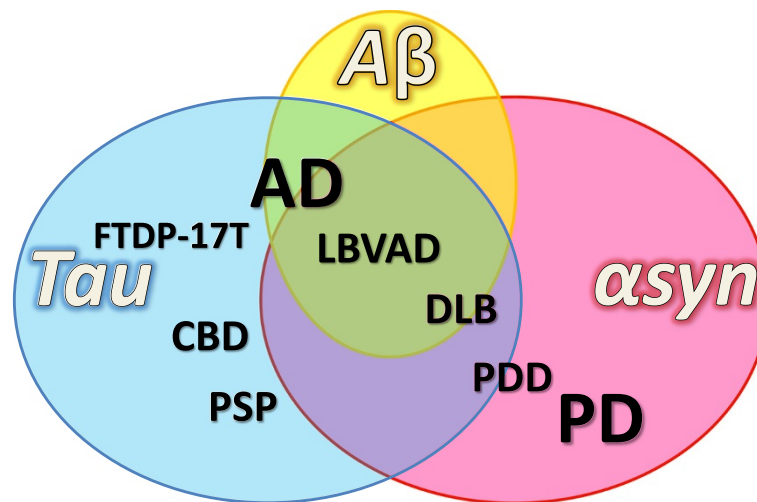 Aβ
AD
FTDP-17T
LBVAD
Tau
αsyn
DLB
CBD
PDD
PSP
PD